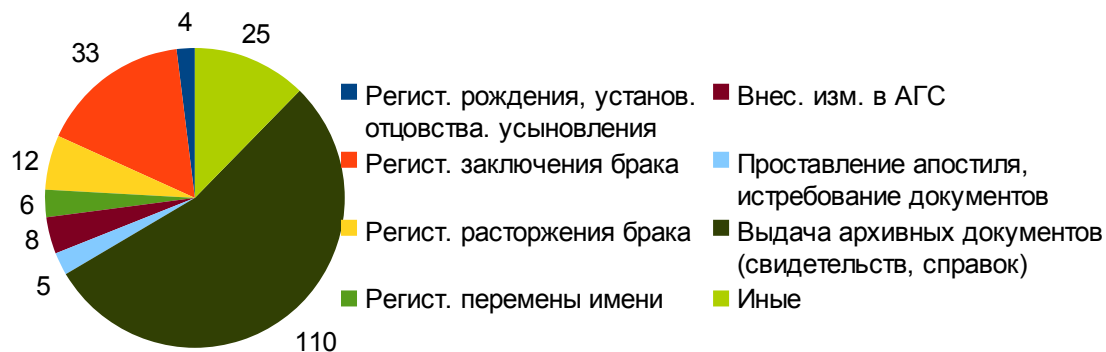 4
25
33
12
6
8
5
110
Регист. рождения, установ.
отцовства. усыновления
Внес. изм. в АГС
Регист. заключения брака
Проставление апостиля,
истребование документов
Регист. расторжения брака
Выдача архивных документов
(свидетельств, справок)
Регист. перемены имени
Иные